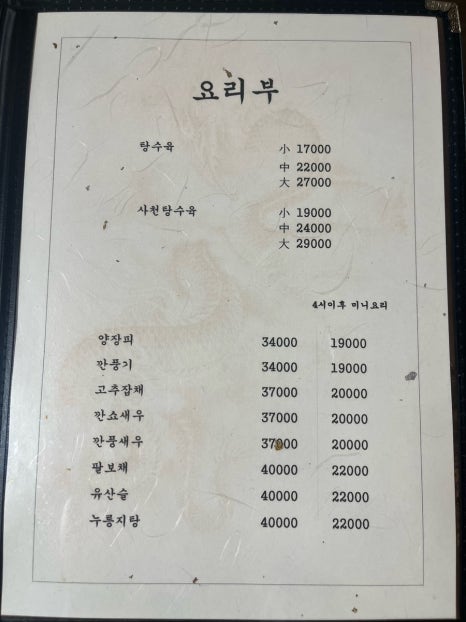 요리부
탕수육 小 17000
中 22000
大 27000
사천탕수육 小 19000
中 24000
大 29000
4시이후 미니요리
양장피 34000 19000
깐풍기 34000 19000
고추잡채 37000 20000
깐쇼새우 37000 20000
깐풍새우 37000 20000
팔보채 40000 22000
유산슬 40000 22000
누룽지탕 40000 22000